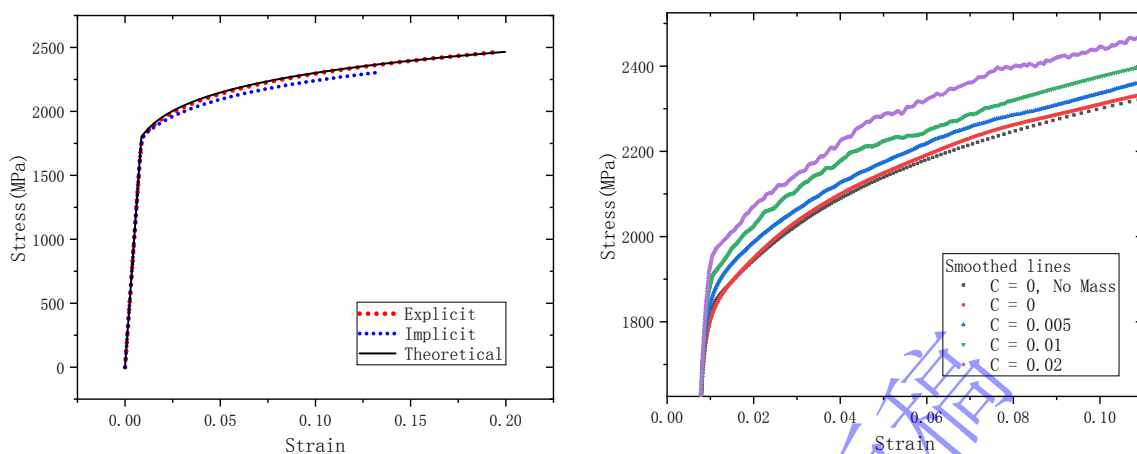 2500
2000
1500
1000
500
0
Stress(MPa)
0.00
0.05
0.10
0.15
0.20
Strain
Explicit
Implicit
Theoretical
2400
2200
2000
1800
Stress(MPa)
0.02
0.04
0.06
0.08
0.10
Strain
Smoothed lines
C = 0, No Mass
C = 0
C = 0.005
C = 0.01
C = 0.02
稿